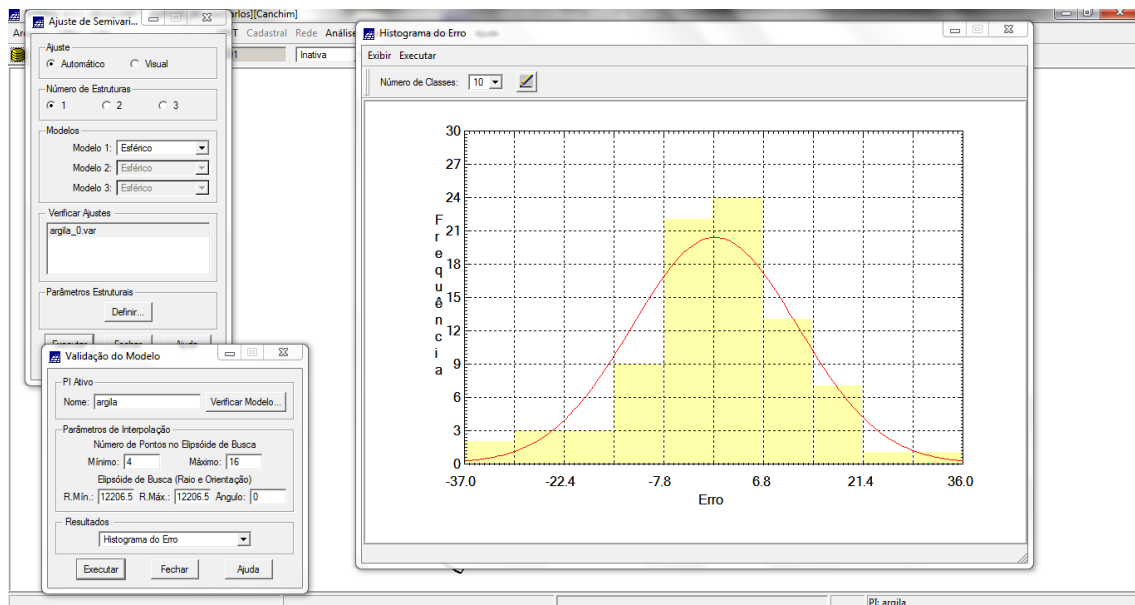 Ajuste de Semivari...
arlos][Canchim]
Ar
T Cadastral Rede Análise
Inativa
Ajuste
Automático Visual
Número de Estruturas
1 2 3
Modelos
Modelo 1: Esférico
Modelo 2: Esférico
Modelo 3: Esférico
Verificar Ajustes
argila_0.var
Parâmetros Estruturais
Definir...
Executar Fechar Ajuda
Validação do Modelo
PI Ativo
Nome: argila Verificar Modelo...
Parâmetros de Interpolação
Número de Pontos no Elipsóide de Busca
Mínimo: 4 Máximo: 16
Elipsóide de Busca (Raio e Orientação)
R.Mín.: 12206.5 R.Máx.: 12206.5 Ângulo: 0
Resultados
Histograma do Erro
Executar Fechar Ajuda
Histograma do Erro
Exibir Executar
Número de Classes: 10
30
27
24
21
18
15
12
9
6
3
0
Frequência
-37.0 -22.4 -7.8 6.8 21.4 36.0
Erro
PI: argila